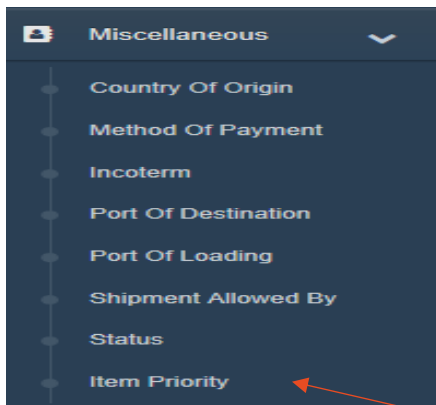 Miscellaneous
Country Of Origin
Method Of Payment
Incoterm
Port Of Destination
Port Of Loading
Shipment Allowed By
Status
Item Priority